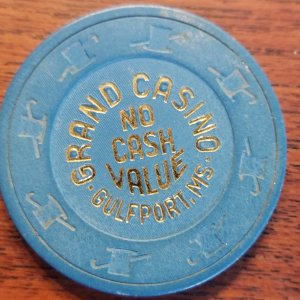 GRAND CASINO
NO
CASH
VALUE
· GULFPORT, MS. ·